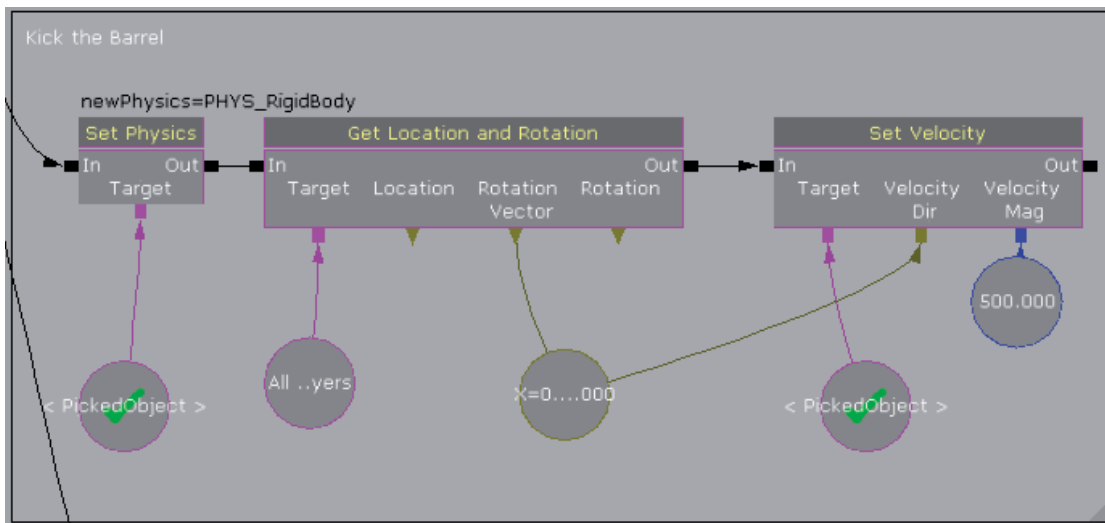 Kick the Barrel
newPhysics=PHYS_RigidBody
Set Physics
In Out
Target
Get Location and Rotation
In Out
Target Location Rotation Rotation
Vector
Set Velocity
In Out
Target Velocity Velocity
Dir Mag
500.000
All ..yers
X=0....000
< PickedObject >
< PickedObject >